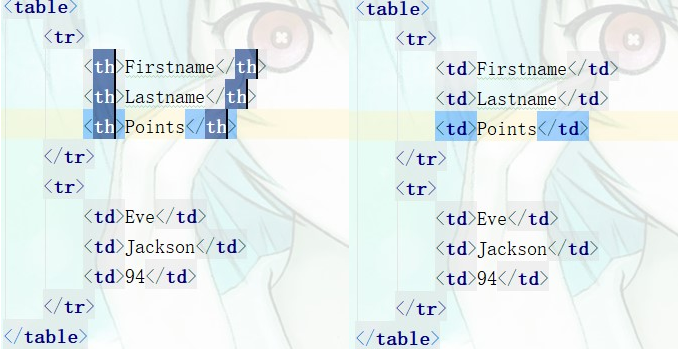 <table>
<tr>
<th>Firstname</th>
<th>Lastname</th>
<th>Points</th>
</tr>
<tr>
<td>Eve</td>
<td>Jackson</td>
<td>94</td>
</tr>
</table>
<table>
<tr>
<td>Firstname</td>
<td>Lastname</td>
<td>Points</td>
</tr>
<tr>
<td>Eve</td>
<td>Jackson</td>
<td>94</td>
</tr>
</table>